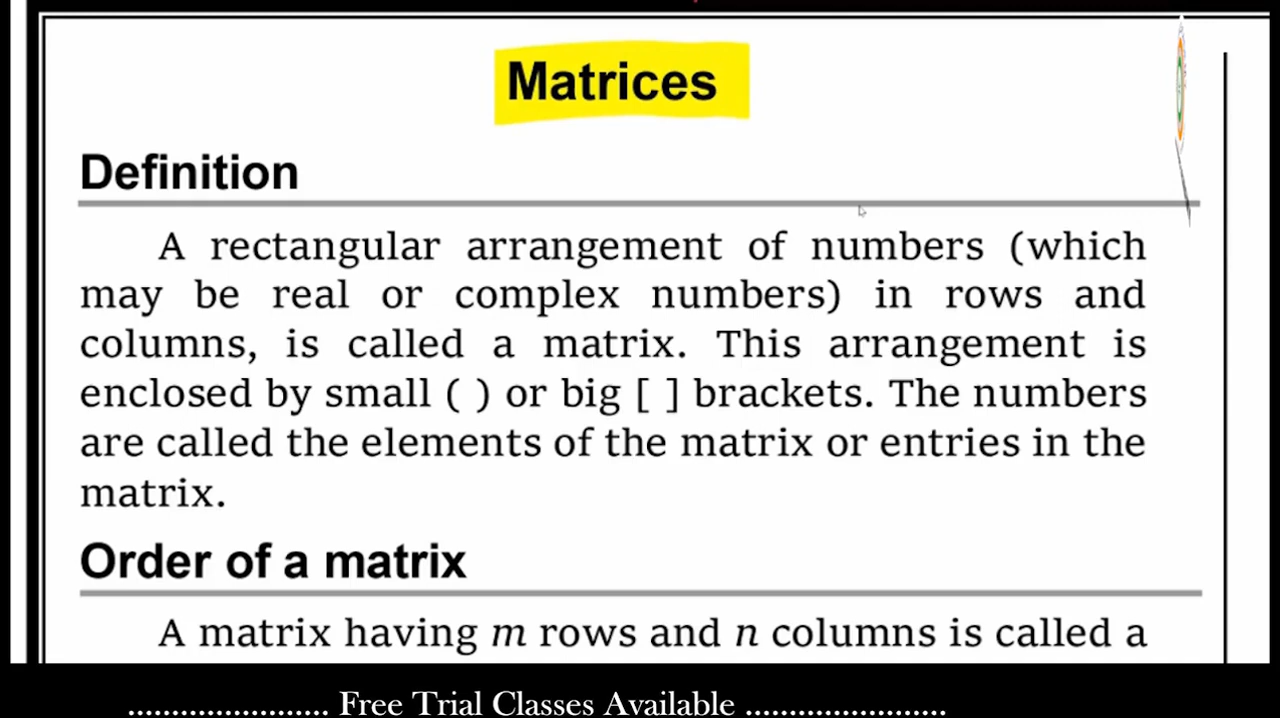 Matrices
Definition
A rectangular arrangement of numbers (which
may be real or complex numbers) in rows and
columns, is called a matrix. This arrangement is
enclosed by small ( ) or big [ ] brackets. The numbers
are called the elements of the matrix or entries in the
matrix.
Order of a matrix
A matrix having m rows and n columns is called a
....................... Free Trial Classes Available .......................